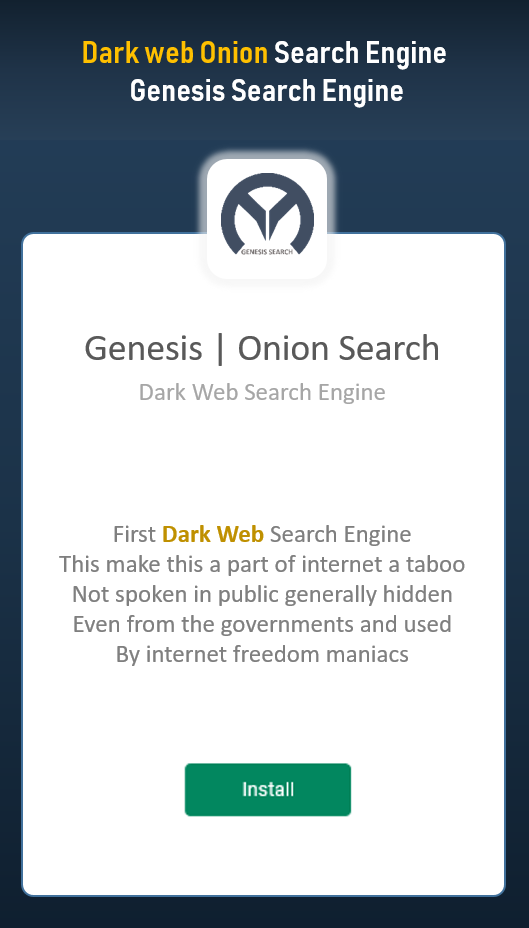 Dark web Onion Search Engine
Genesis Search Engine
GENESIS SEARCH
Genesis | Onion Search
Dark Web Search Engine
First Dark Web Search Engine
This make this a part of internet a taboo
Not spoken in public generally hidden
Even from the governments and used
By internet freedom maniacs
Install